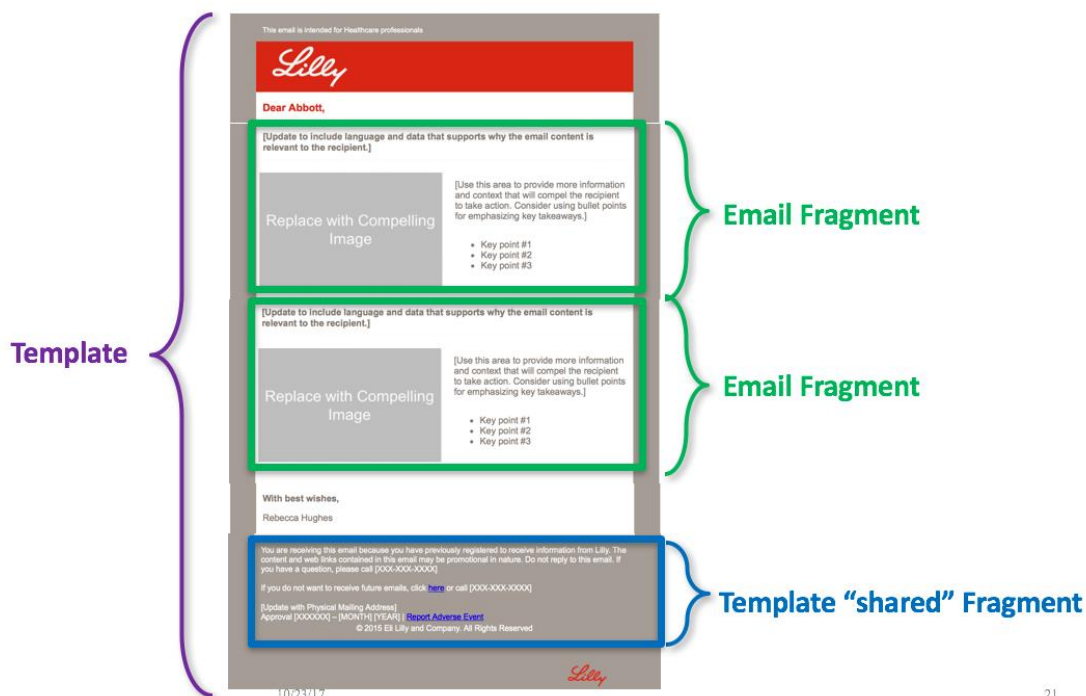 This email is intended for Healthcare professionals
Lilly
Dear Abbott,
[Update to include language and data that supports why the email content is
relevant to the recipient.]
Replace with Compelling
Image
[Use this area to provide more information
and context that will compel the recipient
to take action. Consider using bullet points
for emphasizing key takeaways.]
• Key point #1
• Key point #2
• Key point #3
Email Fragment
[Update to include language and data that supports why the email content is
relevant to the recipient.]
Template
Replace with Compelling
Image
[Use this area to provide more information
and context that will compel the recipient
to take action. Consider using bullet points
for emphasizing key takeaways.]
• Key point #1
• Key point #2
• Key point #3
Email Fragment
With best wishes,
Rebecca Hughes
You are receiving this email because you have previously registered to receive information from Lilly. The
content and web links contained in this email may be promotional in nature. Do not reply to this email. If
you have a question, please call [XXX-XXX-XXXX]
If you do not want to receive future emails, click here or call [XXX-XXX-XXXX]
[Update with Physical Mailing Address]
Approval [XXXXXX] – [MONTH] [YEAR] | Report Adverse Event
© 2015 Eli Lilly and Company. All Rights Reserved
Template “shared” Fragment
Lilly
10/23/17
21